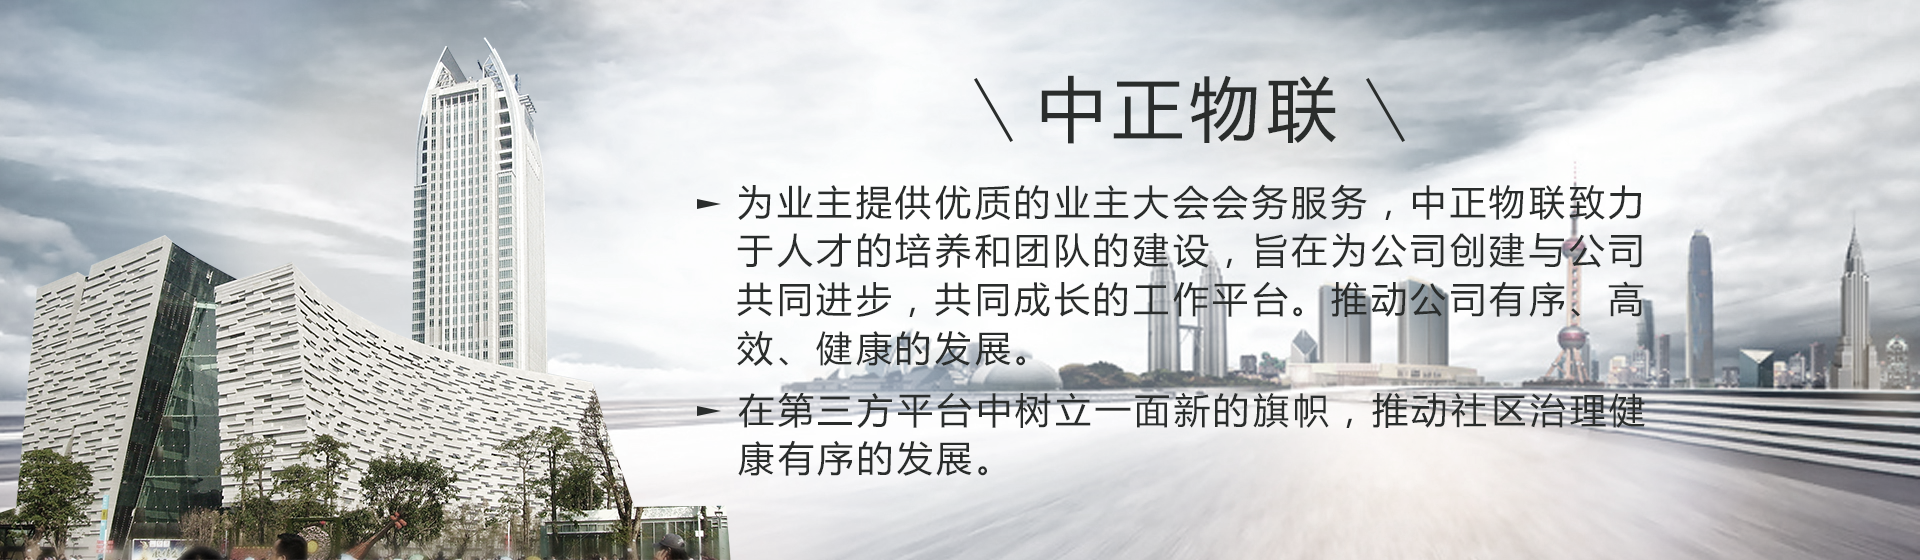 \ 中正物联 \
► 为业主提供优质的业主大会会务服务，中正物联致力
于人才的培养和团队的建设，旨在为公司创建与公司
共同进步，共同成长的工作平台。推动公司有序、高
效、健康的发展。
► 在第三方平台中树立一面新的旗帜，推动社区治理健
康有序的发展。